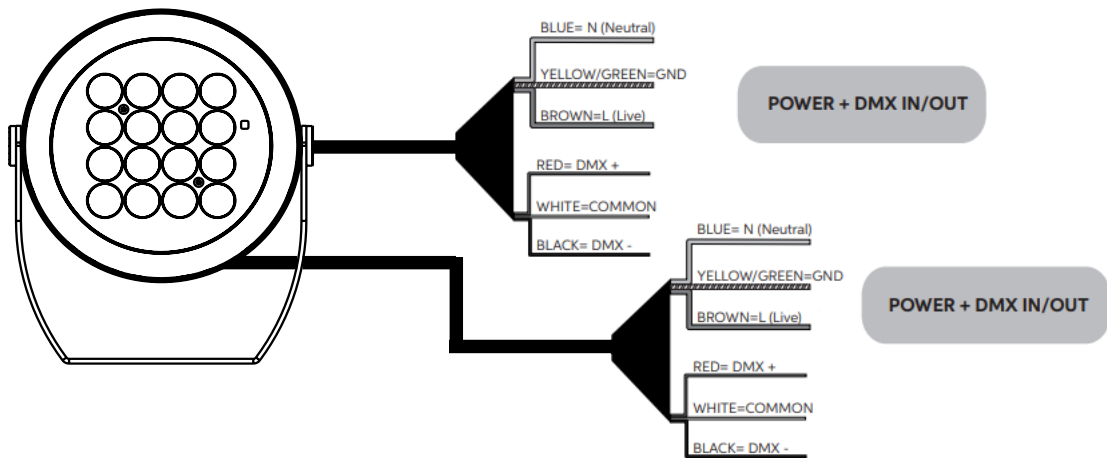 BLUE= N (Neutral)
YELLOW/GREEN=GND
BROWN=L (Live)
POWER + DMX IN/OUT
RED= DMX +
WHITE=COMMON
BLACK= DMX -
BLUE= N (Neutral)
YELLOW/GREEN=GND
BROWN=L (Live)
POWER + DMX IN/OUT
RED= DMX +
WHITE=COMMON
BLACK= DMX -